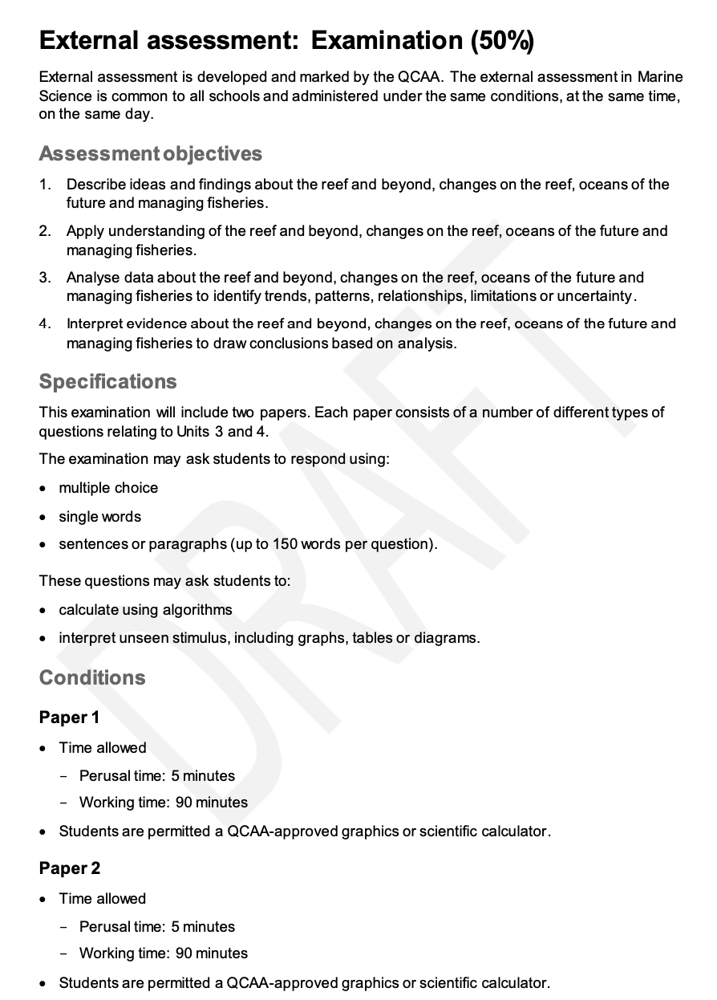 External assessment: Examination (50%)
External assessment is developed and marked by the QCAA. The external assessment in Marine
Science is common to all schools and administered under the same conditions, at the same time,
on the same day.
Assessment objectives
1. Describe ideas and findings about the reef and beyond, changes on the reef, oceans of the
future and managing fisheries.
2. Apply understanding of the reef and beyond, changes on the reef, oceans of the future and
managing fisheries.
3. Analyse data about the reef and beyond, changes on the reef, oceans of the future and
managing fisheries to identify trends, patterns, relationships, limitations or uncertainty.
4. Interpret evidence about the reef and beyond, changes on the reef, oceans of the future and
managing fisheries to draw conclusions based on analysis.
Specifications
This examination will include two papers. Each paper consists of a number of different types of
questions relating to Units 3 and 4.
The examination may ask students to respond using:
• multiple choice
• single words
• sentences or paragraphs (up to 150 words per question).
These questions may ask students to:
• calculate using algorithms
• interpret unseen stimulus, including graphs, tables or diagrams.
Conditions
Paper 1
• Time allowed
– Perusal time: 5 minutes
– Working time: 90 minutes
• Students are permitted a QCAA-approved graphics or scientific calculator.
Paper 2
• Time allowed
– Perusal time: 5 minutes
– Working time: 90 minutes
• Students are permitted a QCAA-approved graphics or scientific calculator.
DRAFT